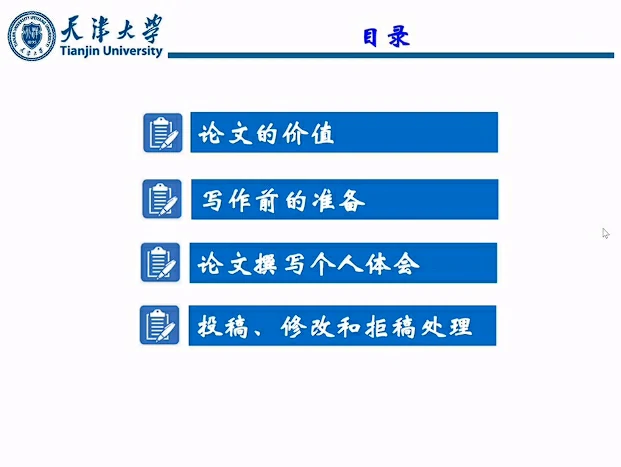 天津大学
Tianjin University
目录
论文的价值
写作前的准备
论文撰写个人体会
投稿、修改和拒稿处理